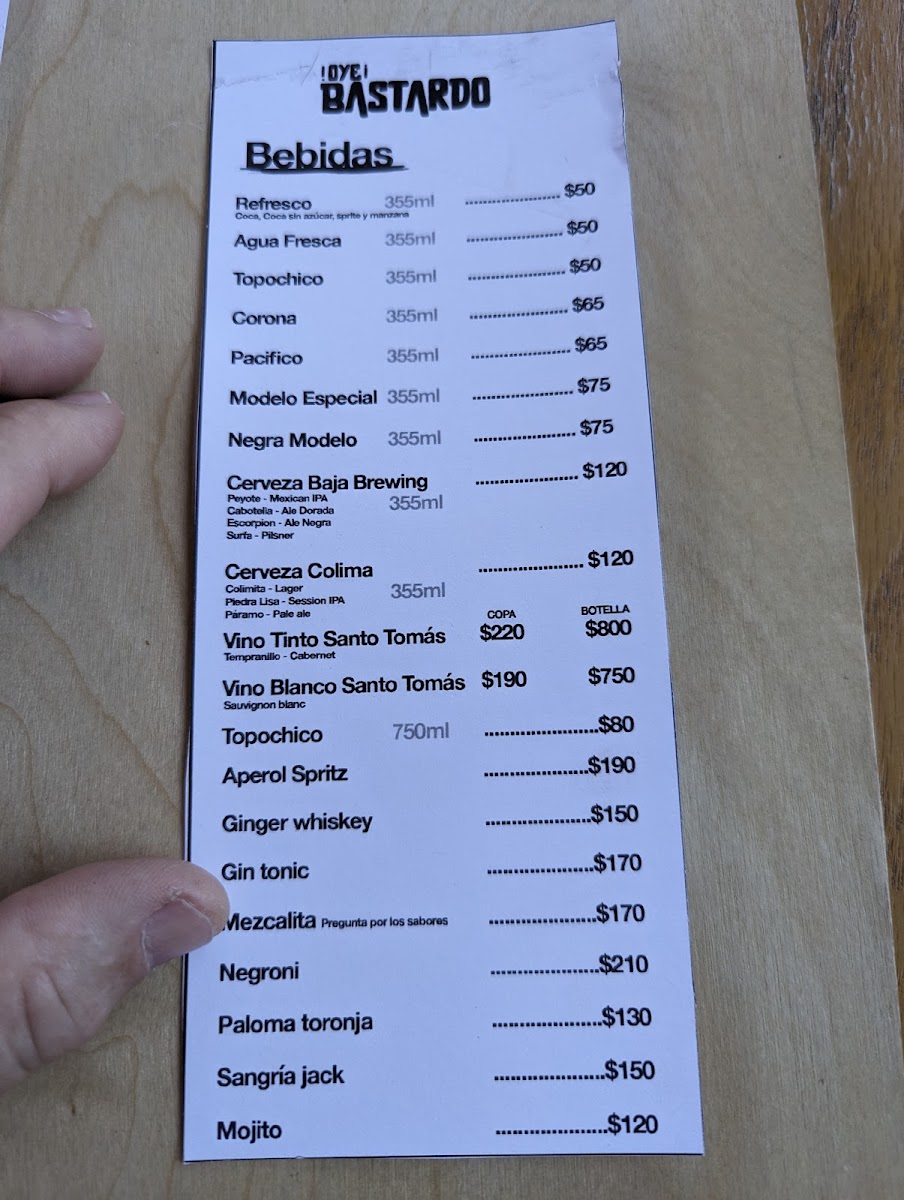 ¡OYE!
BASTARDO
Bebidas
Refresco 355ml .................... $50
Coca, Coca sin azúcar, sprite y manzana
Agua Fresca 355ml .................... $50
Topochico 355ml .................... $50
Corona 355ml .................... $65
Pacifico 355ml .................... $65
Modelo Especial 355ml .................... $75
Negra Modelo 355ml .................... $75
Cerveza Baja Brewing .................... $120
Peyote - Mexican IPA 355ml
Cabotella - Ale Dorada
Escorpion - Ale Negra
Surfa - Pilsner
Cerveza Colima .................... $120
Colimita - Lager 355ml
Piedra Lisa - Session IPA
Páramo - Pale ale
COPA BOTELLA
Vino Tinto Santo Tomás $220 $800
Tempranillo - Cabernet
Vino Blanco Santo Tomás $190 $750
Sauvignon blanc
Topochico 750ml ....................$80
Aperol Spritz ....................$190
Ginger whiskey ....................$150
Gin tonic ....................$170
Mezcalita Pregunta por los sabores ....................$170
Negroni ....................$210
Paloma toronja ....................$130
Sangría jack ....................$150
Mojito ....................$120